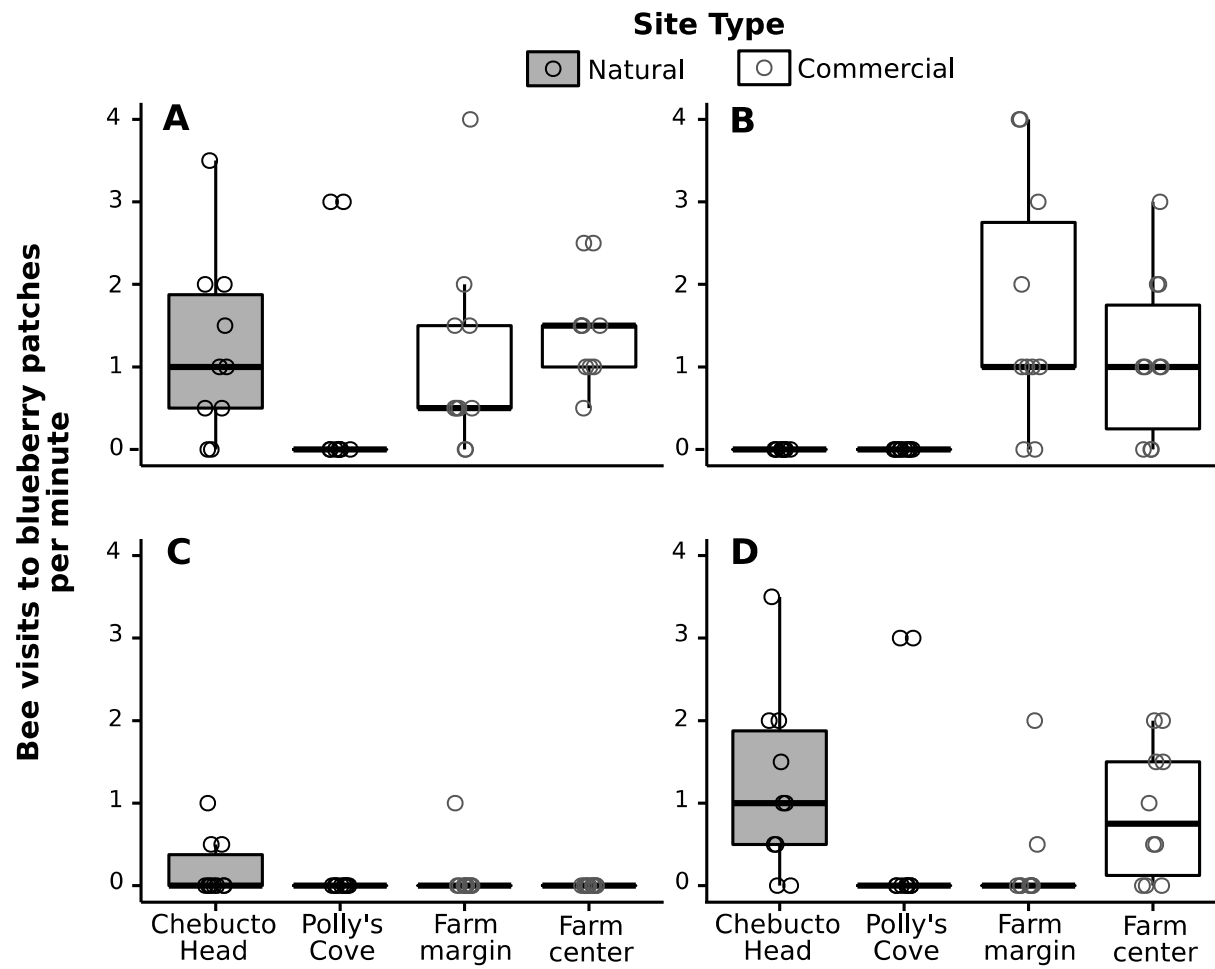 Site Type
Natural
Commercial
Bee visits to blueberry patches
per minute
A
4
3
2
1
0
B
4
3
2
1
0
C
4
3
2
1
0
D
4
3
2
1
0
Chebucto
Head
Polly's
Cove
Farm
margin
Farm
center
Chebucto
Head
Polly's
Cove
Farm
margin
Farm
center